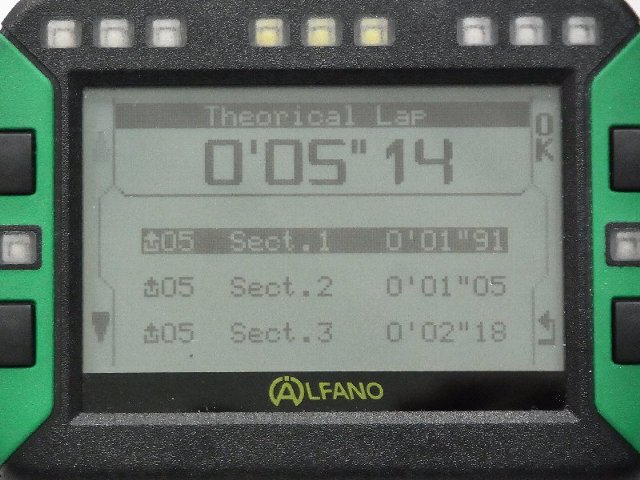 Theorical Lap
0'05"14
OK
05 Sect.1 0'01"91
05 Sect.2 0'01"05
05 Sect.3 0'02"18
ALFANO